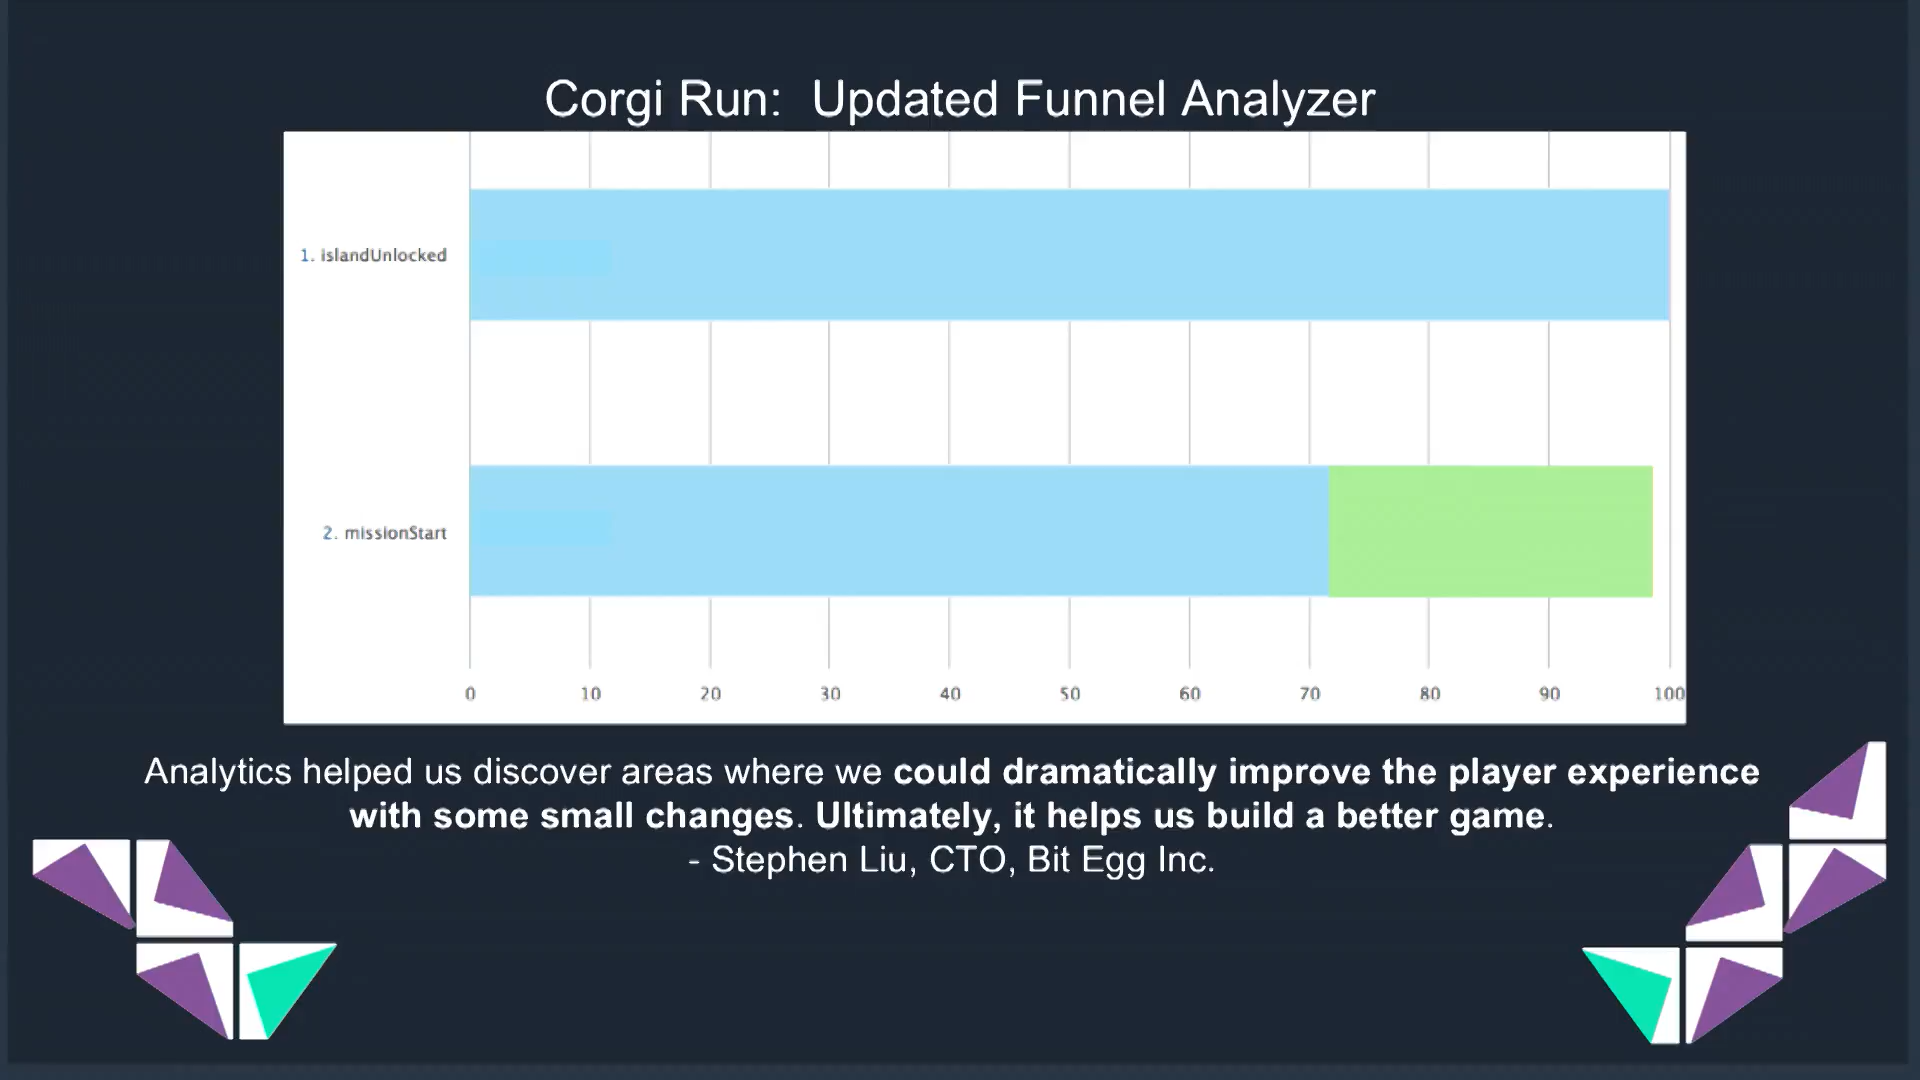 Corgi Run:  Updated Funnel Analyzer
1. islandUnlocked
2. missionStart
0 10 20 30 40 50 60 70 80 90 100
Analytics helped us discover areas where we could dramatically improve the player experience
with some small changes. Ultimately, it helps us build a better game.
- Stephen Liu, CTO, Bit Egg Inc.